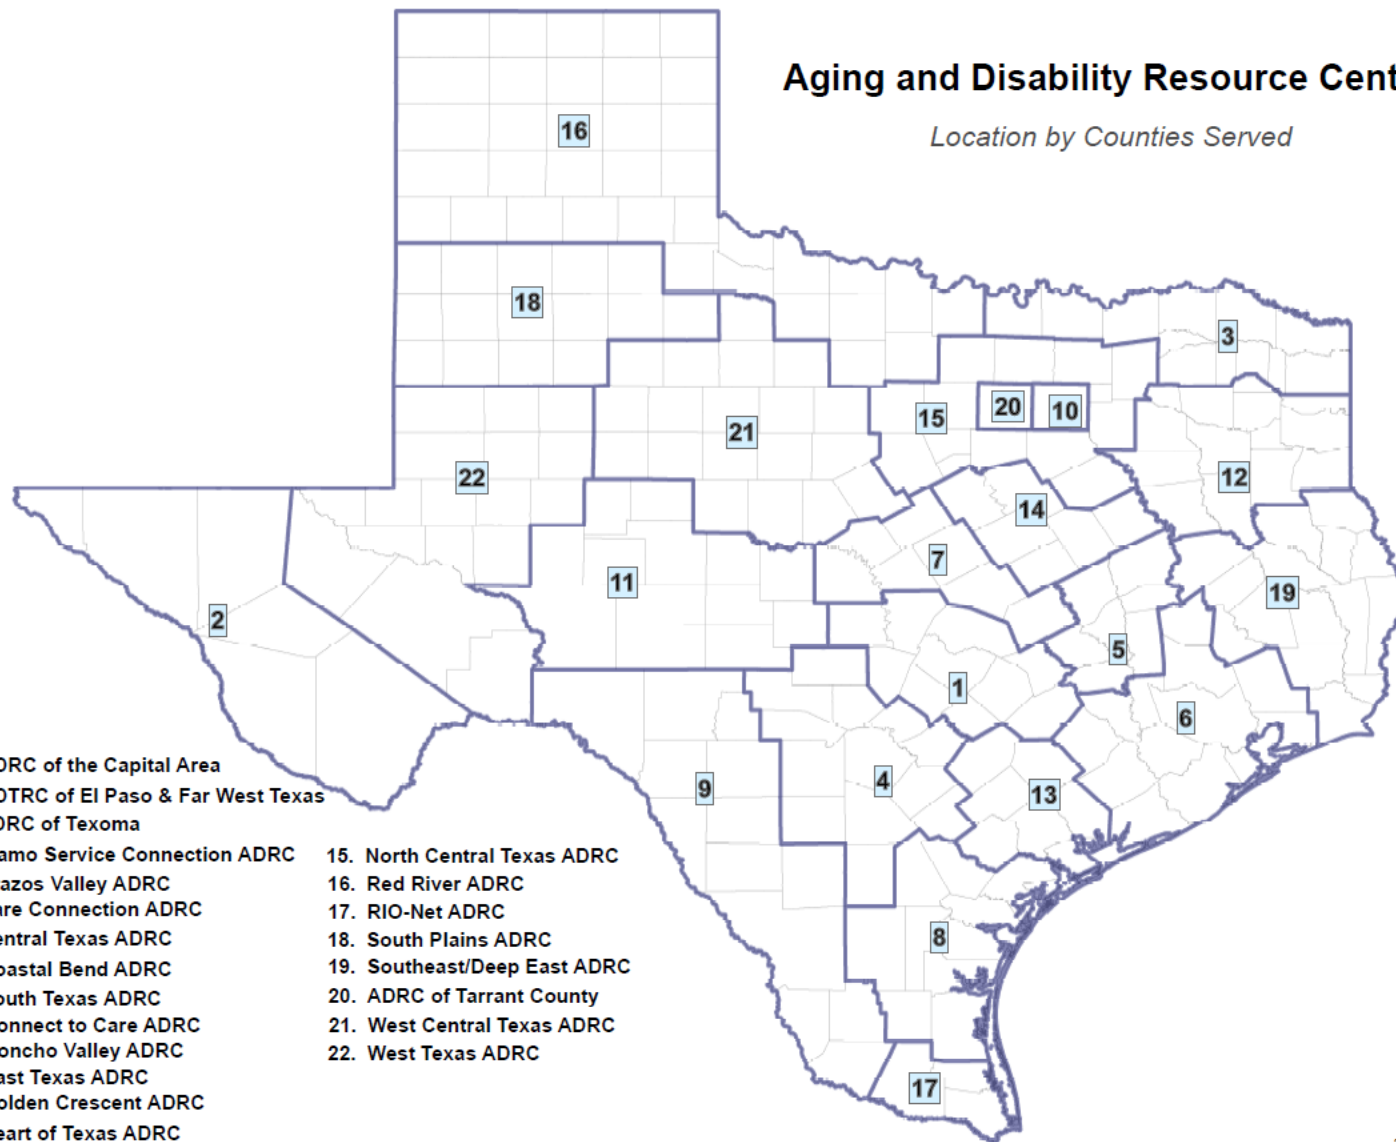 Aging and Disability Resource Cent
Location by Counties Served
16
18
3
20
10
15
21
12
22
14
7
11
19
2
5
1
6
9
4
13
8
17
DRC of the Capital Area
DTRC of El Paso & Far West Texas
DRC of Texoma
amo Service Connection ADRC
razos Valley ADRC
are Connection ADRC
entral Texas ADRC
oastal Bend ADRC
outh Texas ADRC
onnect to Care ADRC
oncho Valley ADRC
ast Texas ADRC
olden Crescent ADRC
eart of Texas ADRC
15. North Central Texas ADRC
16. Red River ADRC
17. RIO-Net ADRC
18. South Plains ADRC
19. Southeast/Deep East ADRC
20. ADRC of Tarrant County
21. West Central Texas ADRC
22. West Texas ADRC